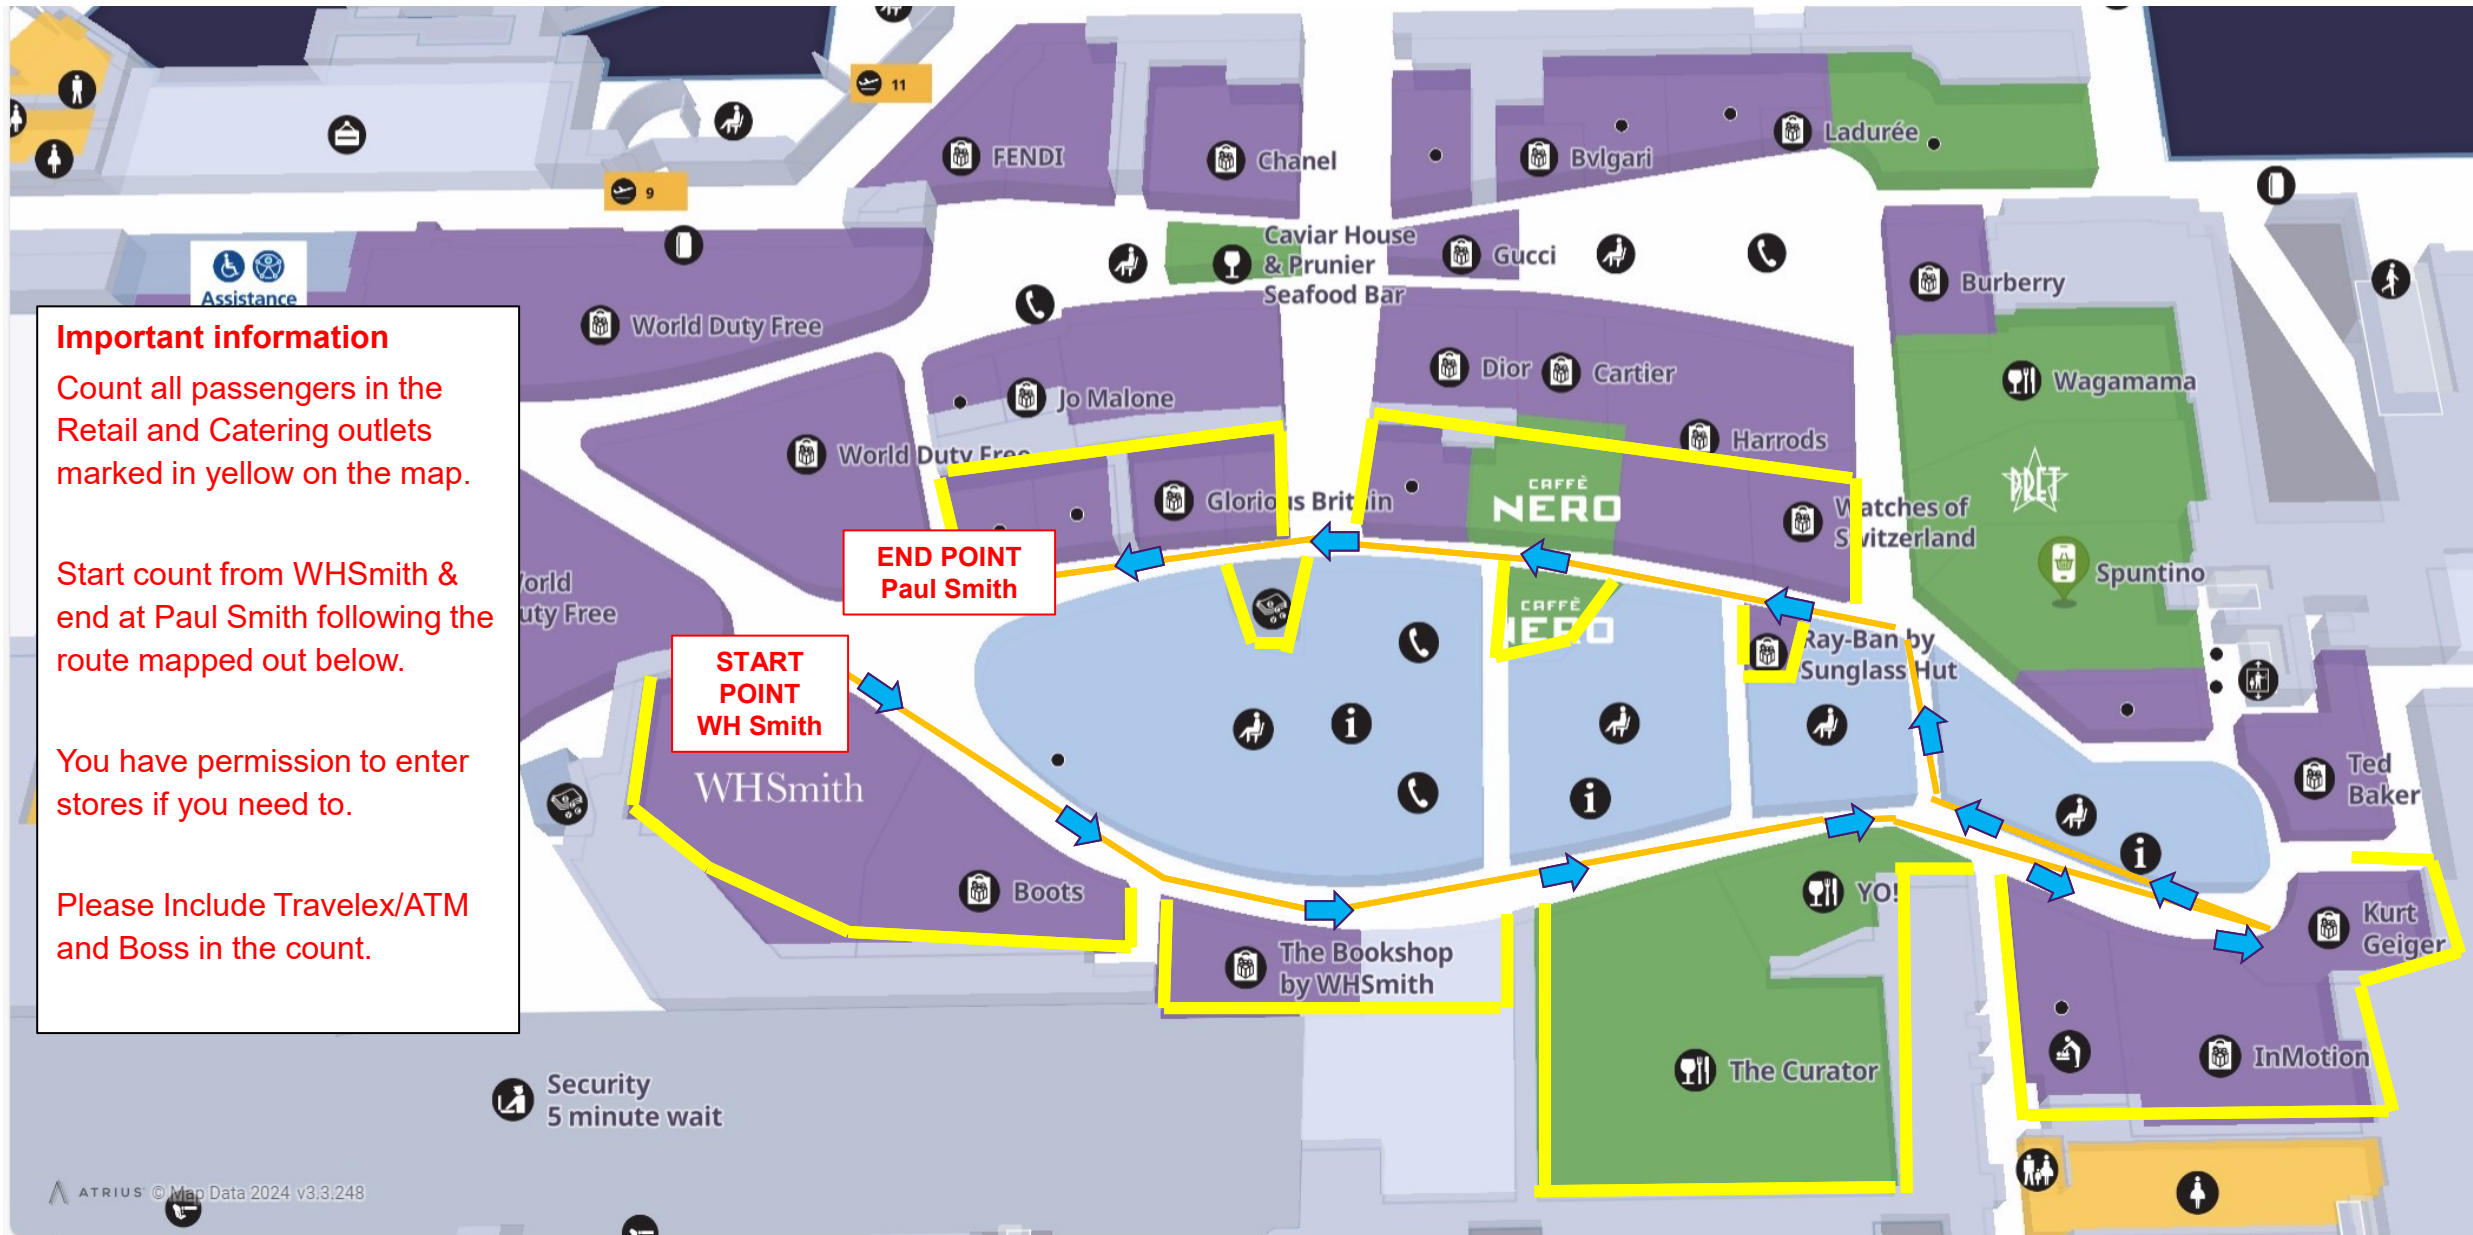 11
FENDI
Chanel
Bvlgari
Ladurée
9
Assistance
Caviar House
& Prunier
Seafood Bar
Gucci
Burberry
World Duty Free
Important information
Count all passengers in the
Retail and Catering outlets
marked in yellow on the map.
Start count from WHSmith &
end at Paul Smith following the
route mapped out below.
You have permission to enter
stores if you need to.
Please Include Travelex/ATM
and Boss in the count.
Jo Malone
Dior
Cartier
Wagamama
World Duty Free
Harrods
Glorious Britain
CAFFÈ
NERO
PRET
Watches of
Switzerland
END POINT
Paul Smith
Spuntino
orld
uty Free
CAFFÈ
NERO
Ray-Ban by
Sunglass Hut
START
POINT
WH Smith
WHSmith
Ted
Baker
Boots
YO!
Kurt
Geiger
The Bookshop
by WHSmith
The Curator
InMotion
Security
5 minute wait
ATRIUS © Map Data 2024 v3.3.248